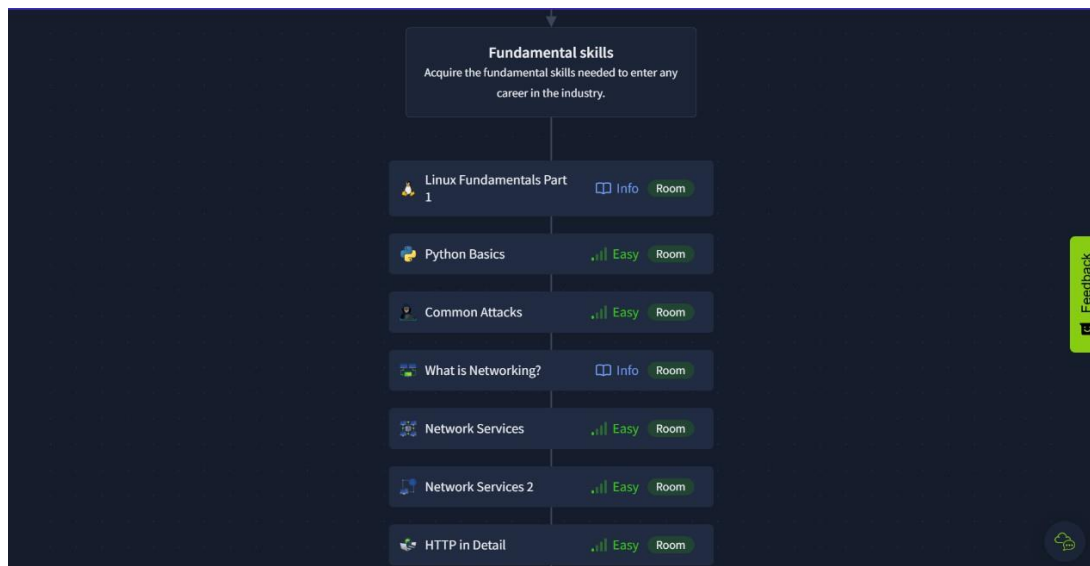 Fundamental skills
Acquire the fundamental skills needed to enter any
career in the industry.
Linux Fundamentals Part
1
Info
Room
Python Basics
Easy
Room
Common Attacks
Easy
Room
What is Networking?
Info
Room
Network Services
Easy
Room
Network Services 2
Easy
Room
HTTP in Detail
Easy
Room
Feedback